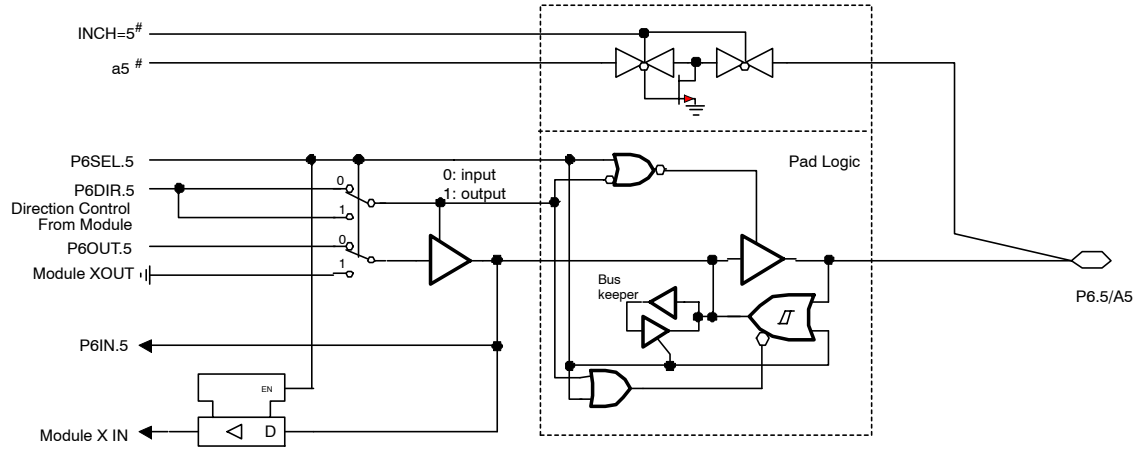 INCH=5#
a5 #
P6SEL.5
Pad Logic
0: input
1: output
P6DIR.5
0
Direction Control
From Module
1
P6OUT.5
0
Module XOUT
1
Bus
keeper
P6.5/A5
P6IN.5
EN
D
Module X IN